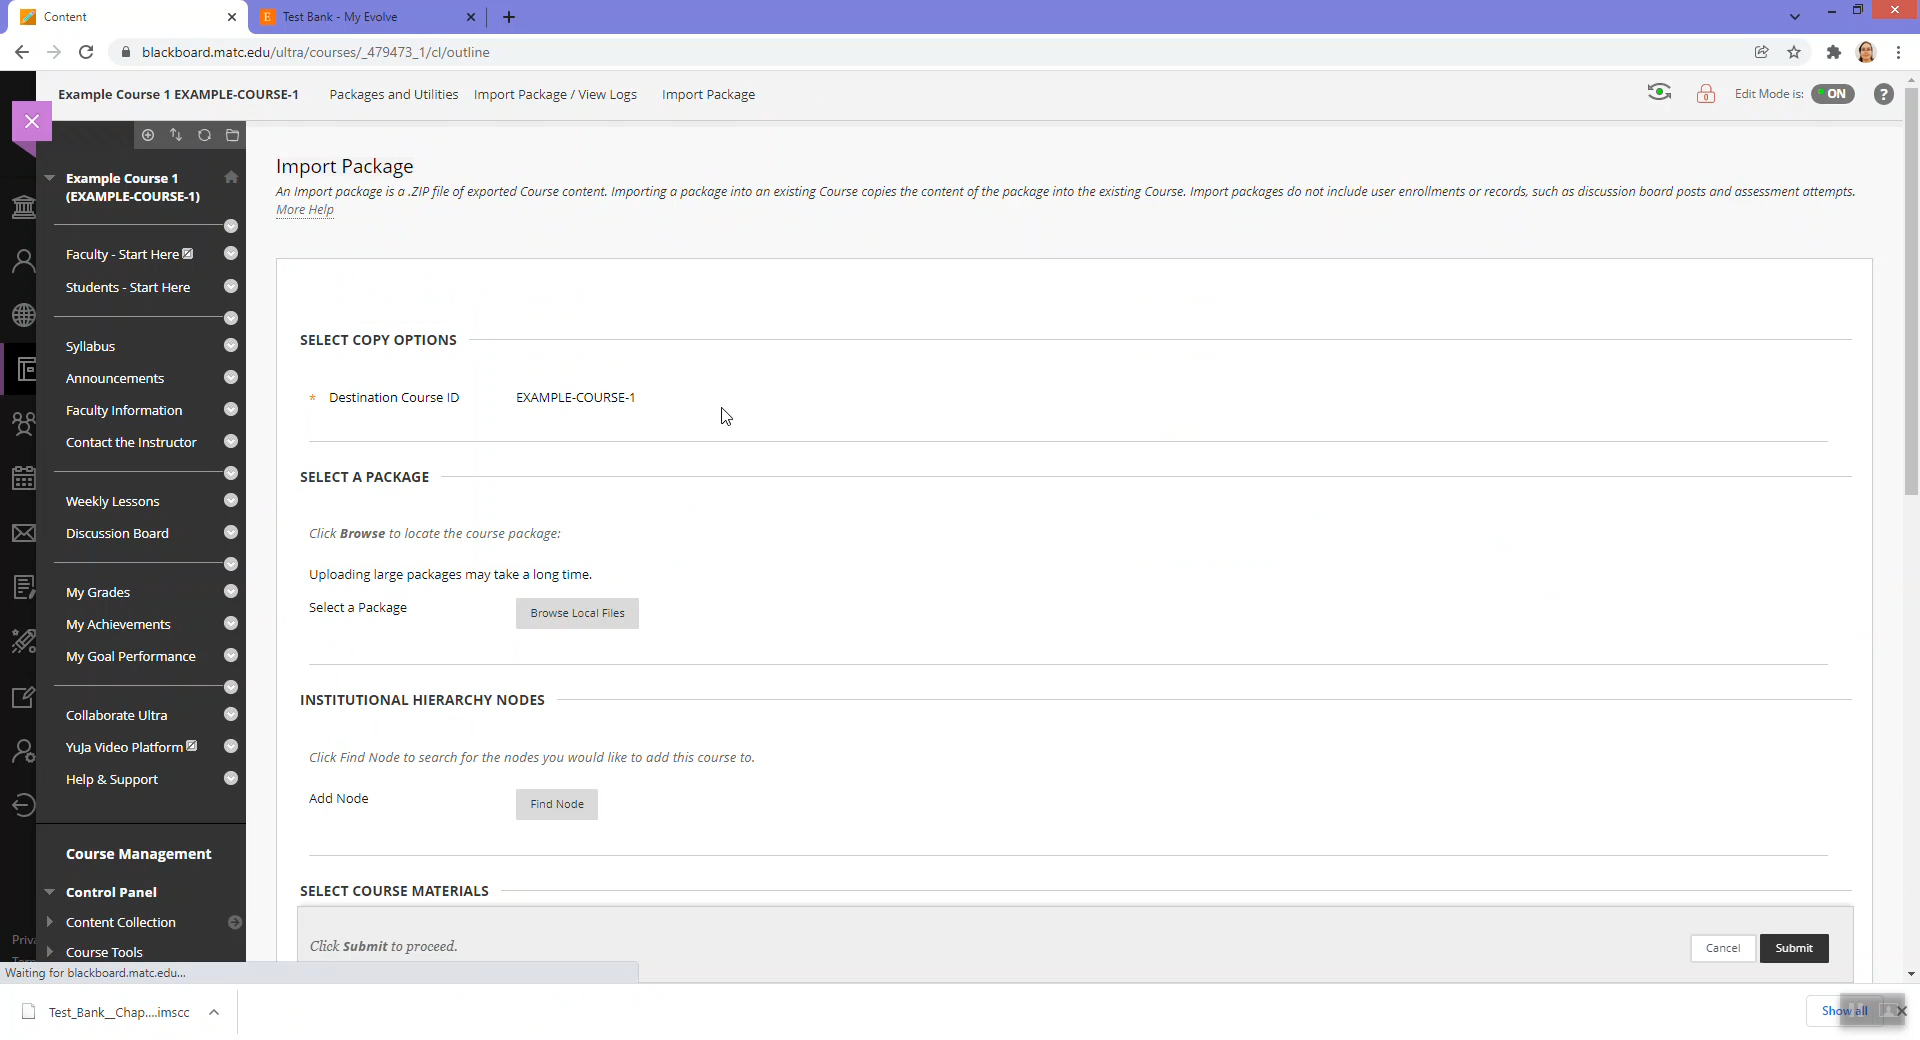 Content
Test Bank - My Evolve
blackboard.matc.edu/ultra/courses/_479473_1/cl/outline
Example Course 1 EXAMPLE-COURSE-1
Packages and Utilities
Import Package / View Logs
Import Package
Edit Mode is:
ON
?
Example Course 1
(EXAMPLE-COURSE-1)
Faculty - Start Here
Students - Start Here
Syllabus
Announcements
Faculty Information
Contact the Instructor
Weekly Lessons
Discussion Board
My Grades
My Achievements
My Goal Performance
Collaborate Ultra
YuJa Video Platform
Help & Support
Course Management
Control Panel
Content Collection
Course Tools
Import Package
An Import package is a .ZIP file of exported Course content. Importing a package into an existing Course copies the content of the package into the existing Course. Import packages do not include user enrollments or records, such as discussion board posts and assessment attempts.
More Help
SELECT COPY OPTIONS
* Destination Course ID
EXAMPLE-COURSE-1
SELECT A PACKAGE
Click Browse to locate the course package:
Uploading large packages may take a long time.
Select a Package
Browse Local Files
INSTITUTIONAL HIERARCHY NODES
Click Find Node to search for the nodes you would like to add this course to.
Add Node
Find Node
SELECT COURSE MATERIALS
Click Submit to proceed.
Cancel
Submit
Priva
Waiting for blackboard.matc.edu...
Test_Bank__Chap....imscc
Show all